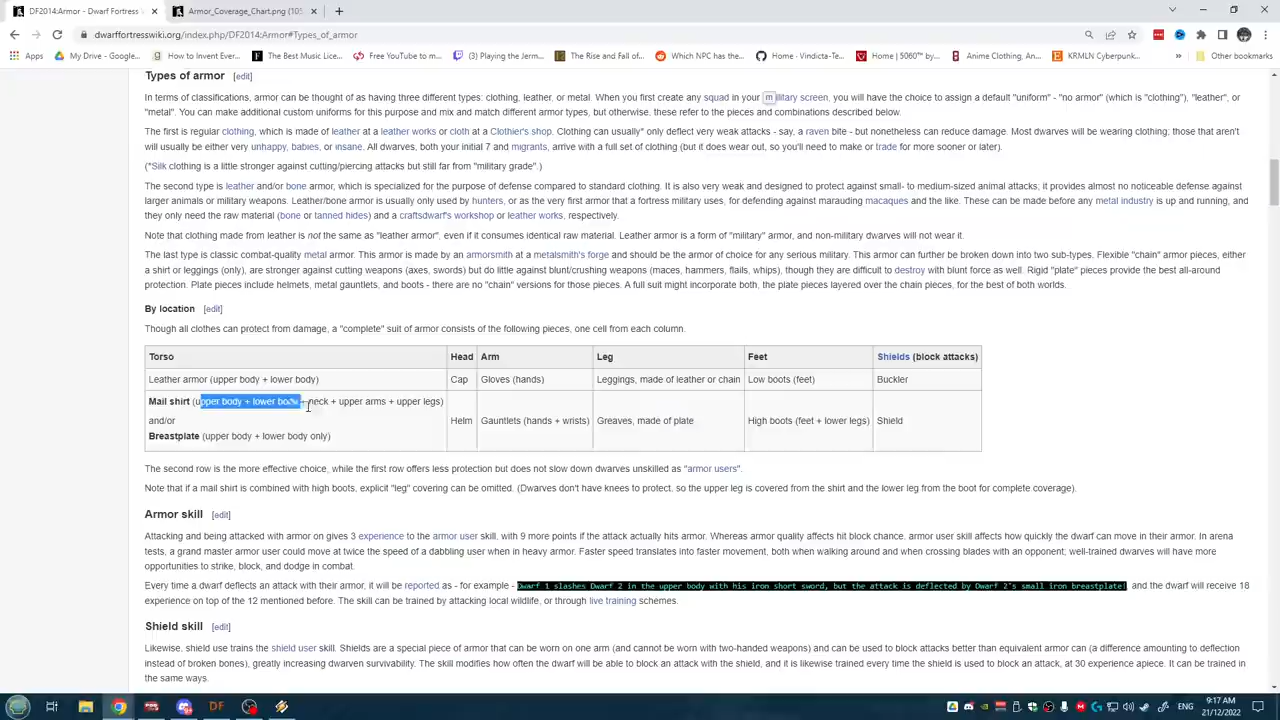 DF2014:Armor - Dwarf Fortress
Armor_Coverage_Chart.png (105
dwarffortresswiki.org/index.php/DF2014:Armor#Types_of_armor
Apps
My Drive - Google...
How to Invent Ever...
The Best Music Lice...
Free YouTube to m...
(3) Playing the Jerm...
The Rise and Fall of...
Which NPC has the...
Home · Vindicta-Te...
Home | 5060™ by...
Anime Clothing, An...
KRMLN Cyberpunk...
Other bookmarks
Types of armor [edit]
In terms of classifications, armor can be thought of as having three different types: clothing, leather, or metal. When you first create any squad in your military screen, you will have the choice to assign a default "uniform" - "no armor" (which is "clothing"), "leather", or
"metal". You can make additional custom uniforms for this purpose and mix and match different armor types, but otherwise, these refer to the pieces and combinations described below.
The first is regular clothing, which is made of leather at a leather works or cloth at a Clothier's shop. Clothing can usually* only deflect very weak attacks - say, a raven bite - but nonetheless can reduce damage. Most dwarves will be wearing clothing; those that aren't
will usually be either very unhappy, babies, or insane. All dwarves, both your initial 7 and migrants, arrive with a full set of clothing (but it does wear out, so you'll need to make or trade for more sooner or later).
(*Silk clothing is a little stronger against cutting/piercing attacks but still far from "military grade".)
The second type is leather and/or bone armor, which is specialized for the purpose of defense compared to standard clothing. It is also very weak and designed to protect against small- to medium-sized animal attacks; it provides almost no noticeable defense against
larger animals or military weapons. Leather/bone armor is usually only used by hunters, or as the very first armor that a fortress military uses, for defending against marauding macaques and the like. These can be made before any metal industry is up and running, and
they only need the raw material (bone or tanned hides) and a craftsdwarf's workshop or leather works, respectively.
Note that clothing made from leather is not the same as "leather armor", even if it consumes identical raw material. Leather armor is a form of "military" armor, and non-military dwarves will not wear it.
The last type is classic combat-quality metal armor. This armor is made by an armorsmith at a metalsmith's forge and should be the armor of choice for any serious military. This armor can further be broken down into two sub-types. Flexible "chain" armor pieces, either
a shirt or leggings (only), are stronger against cutting weapons (axes, swords) but do little against blunt/crushing weapons (maces, hammers, flails, whips), though they are difficult to destroy with blunt force as well. Rigid "plate" pieces provide the best all-around
protection. Plate pieces include helmets, metal gauntlets, and boots - there are no "chain" versions for those pieces. A full suit might incorporate both, the plate pieces layered over the chain pieces, for the best of both worlds.
By location [edit]
Though all clothes can protect from damage, a "complete" suit of armor consists of the following pieces, one cell from each column.
Torso Head Arm Leg Feet Shields (block attacks)
Leather armor (upper body + lower body) Cap Gloves (hands) Leggings, made of leather or chain Low boots (feet) Buckler
Mail shirt (upper body + lower body + neck + upper arms + upper legs)
and/or
Breastplate (upper body + lower body only)
Helm Gauntlets (hands + wrists) Greaves, made of plate High boots (feet + lower legs) Shield
The second row is the more effective choice, while the first row offers less protection but does not slow down dwarves unskilled as "armor users".
Note that if a mail shirt is combined with high boots, explicit "leg" covering can be omitted. (Dwarves don't have knees to protect, so the upper leg is covered from the shirt and the lower leg from the boot for complete coverage).
Armor skill [edit]
Attacking and being attacked with armor on gives 3 experience to the armor user skill, with 9 more points if the attack actually hits armor. Whereas armor quality affects hit block chance, armor user skill affects how quickly the dwarf can move in their armor. In arena
tests, a grand master armor user could move at twice the speed of a dabbling user when in heavy armor. Faster speed translates into faster movement, both when walking around and when crossing blades with an opponent; well-trained dwarves will have more
opportunities to strike, block, and dodge in combat.
Every time a dwarf deflects an attack with their armor, it will be reported as - for example - Dwarf 1 slashes Dwarf 2 in the upper body with his iron short sword, but the attack is deflected by Dwarf 2's small iron breastplate! and the dwarf will receive 18
experience on top of the 12 mentioned before. The skill can be trained by attacking local wildlife, or through live training schemes.
Shield skill [edit]
Likewise, shield use trains the shield user skill. Shields are a special piece of armor that can be worn on one arm (and cannot be worn with two-handed weapons) and can be used to block attacks better than equivalent armor can (a difference amounting to deflection
instead of broken bones), greatly increasing dwarven survivability. The skill modifies how often the dwarf will be able to block an attack with the shield, and it is likewise trained every time the shield is used to block an attack, at 30 experience apiece. It can be trained in
the same ways.
DF
ENG
9:17 AM
21/12/2022